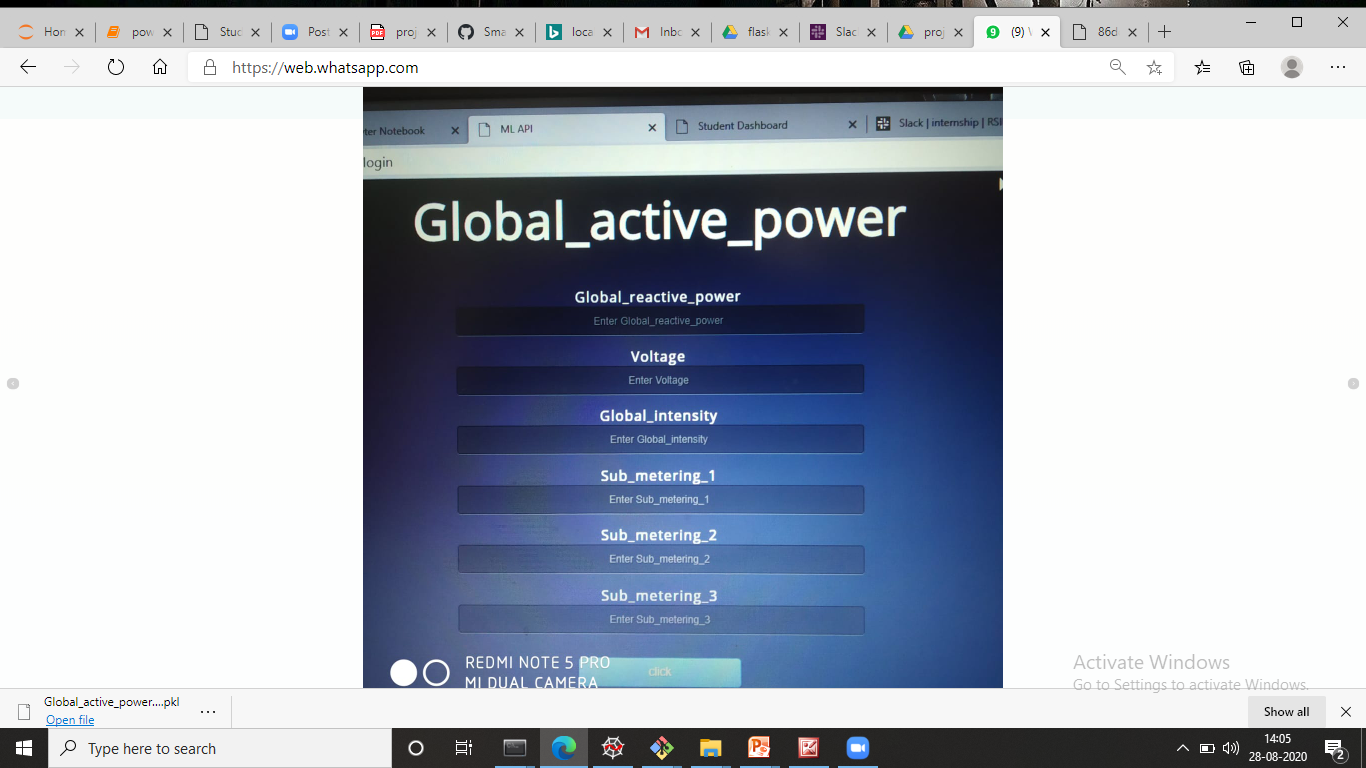 Hon
pow
Stuc
Post
proj
Sma
loca
Inbc
flask
Slac
proj
(9) V
86d
https://web.whatsapp.com
yter Notebook
ML API
Student Dashboard
Slack | internship | RSI
login
Global_active_power
Global_reactive_power
Enter Global_reactive_power
Voltage
Enter Voltage
Global_intensity
Enter Global_intensity
Sub_metering_1
Enter Sub_metering_1
Sub_metering_2
Enter Sub_metering_2
Sub_metering_3
Enter Sub_metering_3
click
REDMI NOTE 5 PRO
MI DUAL CAMERA
Activate Windows
Go to Settings to activate Windows.
Global_active_power....pkl
Open file
Show all
Type here to search
14:05
28-08-2020
2